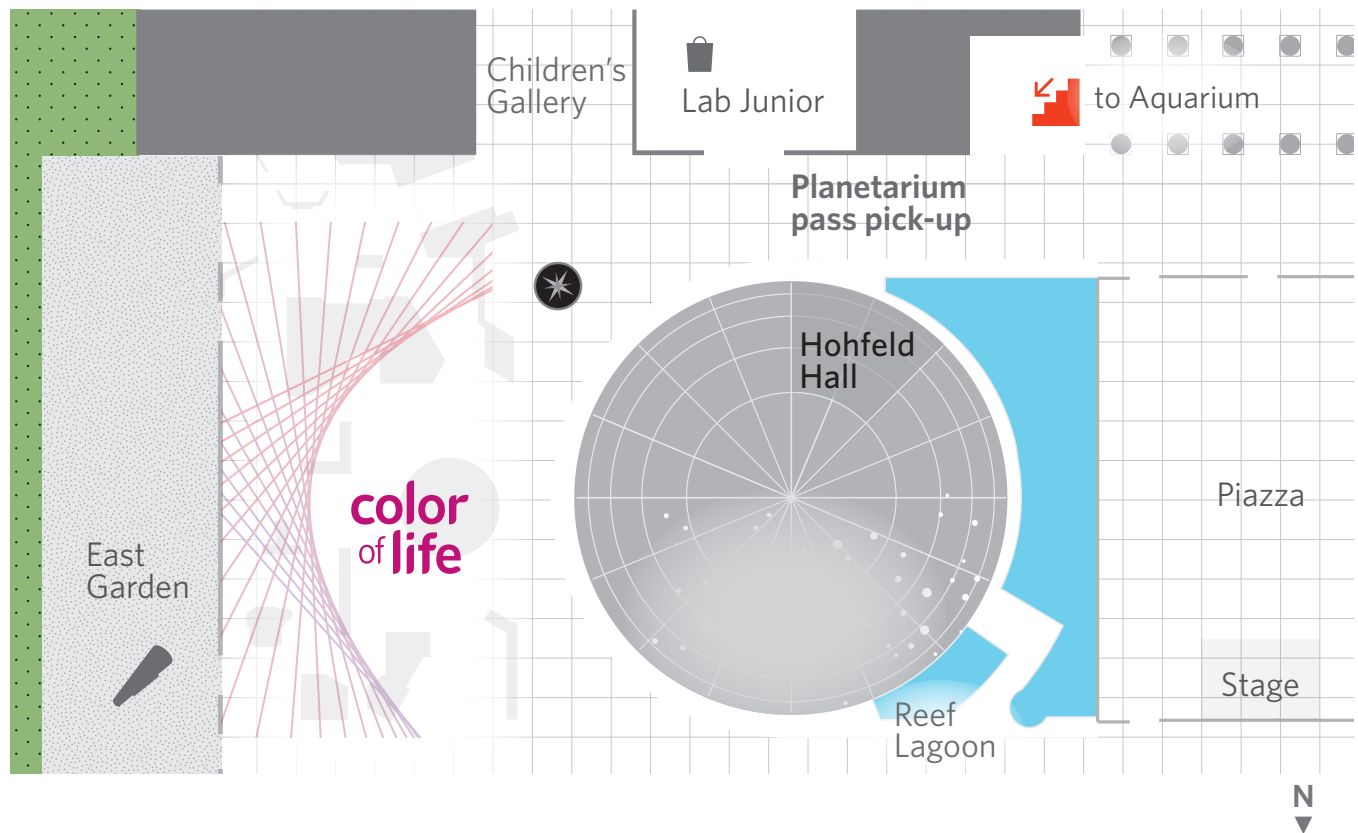 Children's
Gallery
Lab Junior
to Aquarium
Planetarium
pass pick-up
Hohfeld
Hall
color
of life
Piazza
East
Garden
Stage
Reef
Lagoon
N